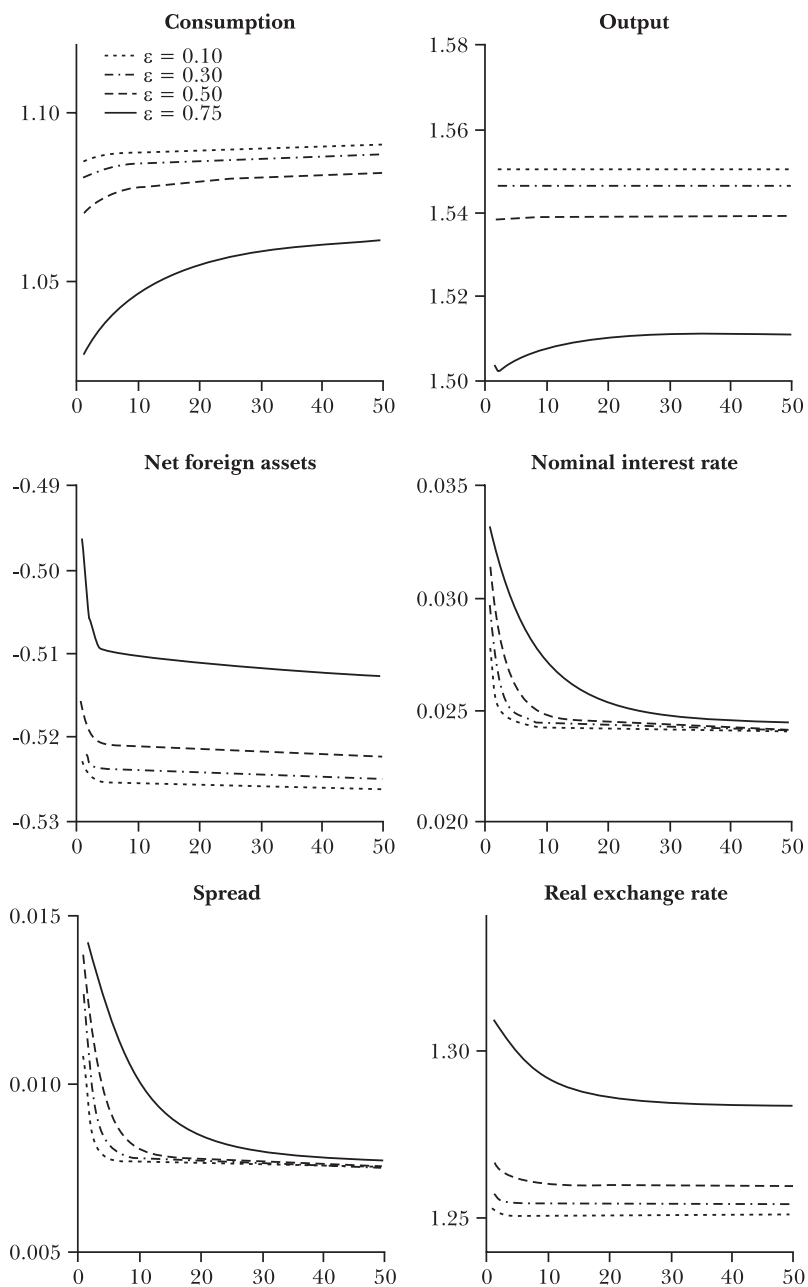 Consumption
ε = 0.10
ε = 0.30
ε = 0.50
ε = 0.75
1.10
1.05
0 10 20 30 40 50
Output
1.58
1.56
1.54
1.52
1.50
0 10 20 30 40 50
Net foreign assets
-0.49
-0.50
-0.51
-0.52
-0.53
0 10 20 30 40 50
Nominal interest rate
0.035
0.030
0.025
0.020
0 10 20 30 40 50
Spread
0.015
0.010
0.005
0 10 20 30 40 50
Real exchange rate
1.30
1.25
0 10 20 30 40 50